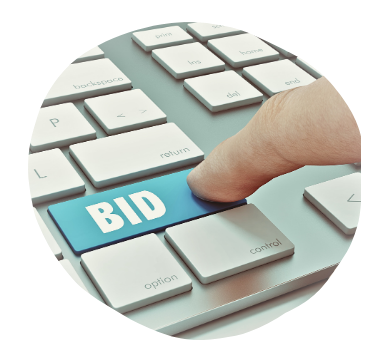 home
backspace
end
del
P
< >
return
L
BID
control
option